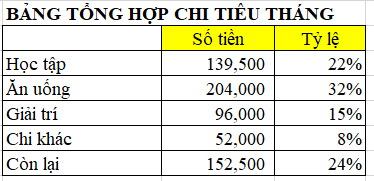 BẢNG TỔNG HỢP CHI TIÊU THÁNG
Số tiền Tỷ lệ
Học tập 139,500 22%
Ăn uống 204,000 32%
Giải trí 96,000 15%
Chi khác 52,000 8%
Còn lại 152,500 24%